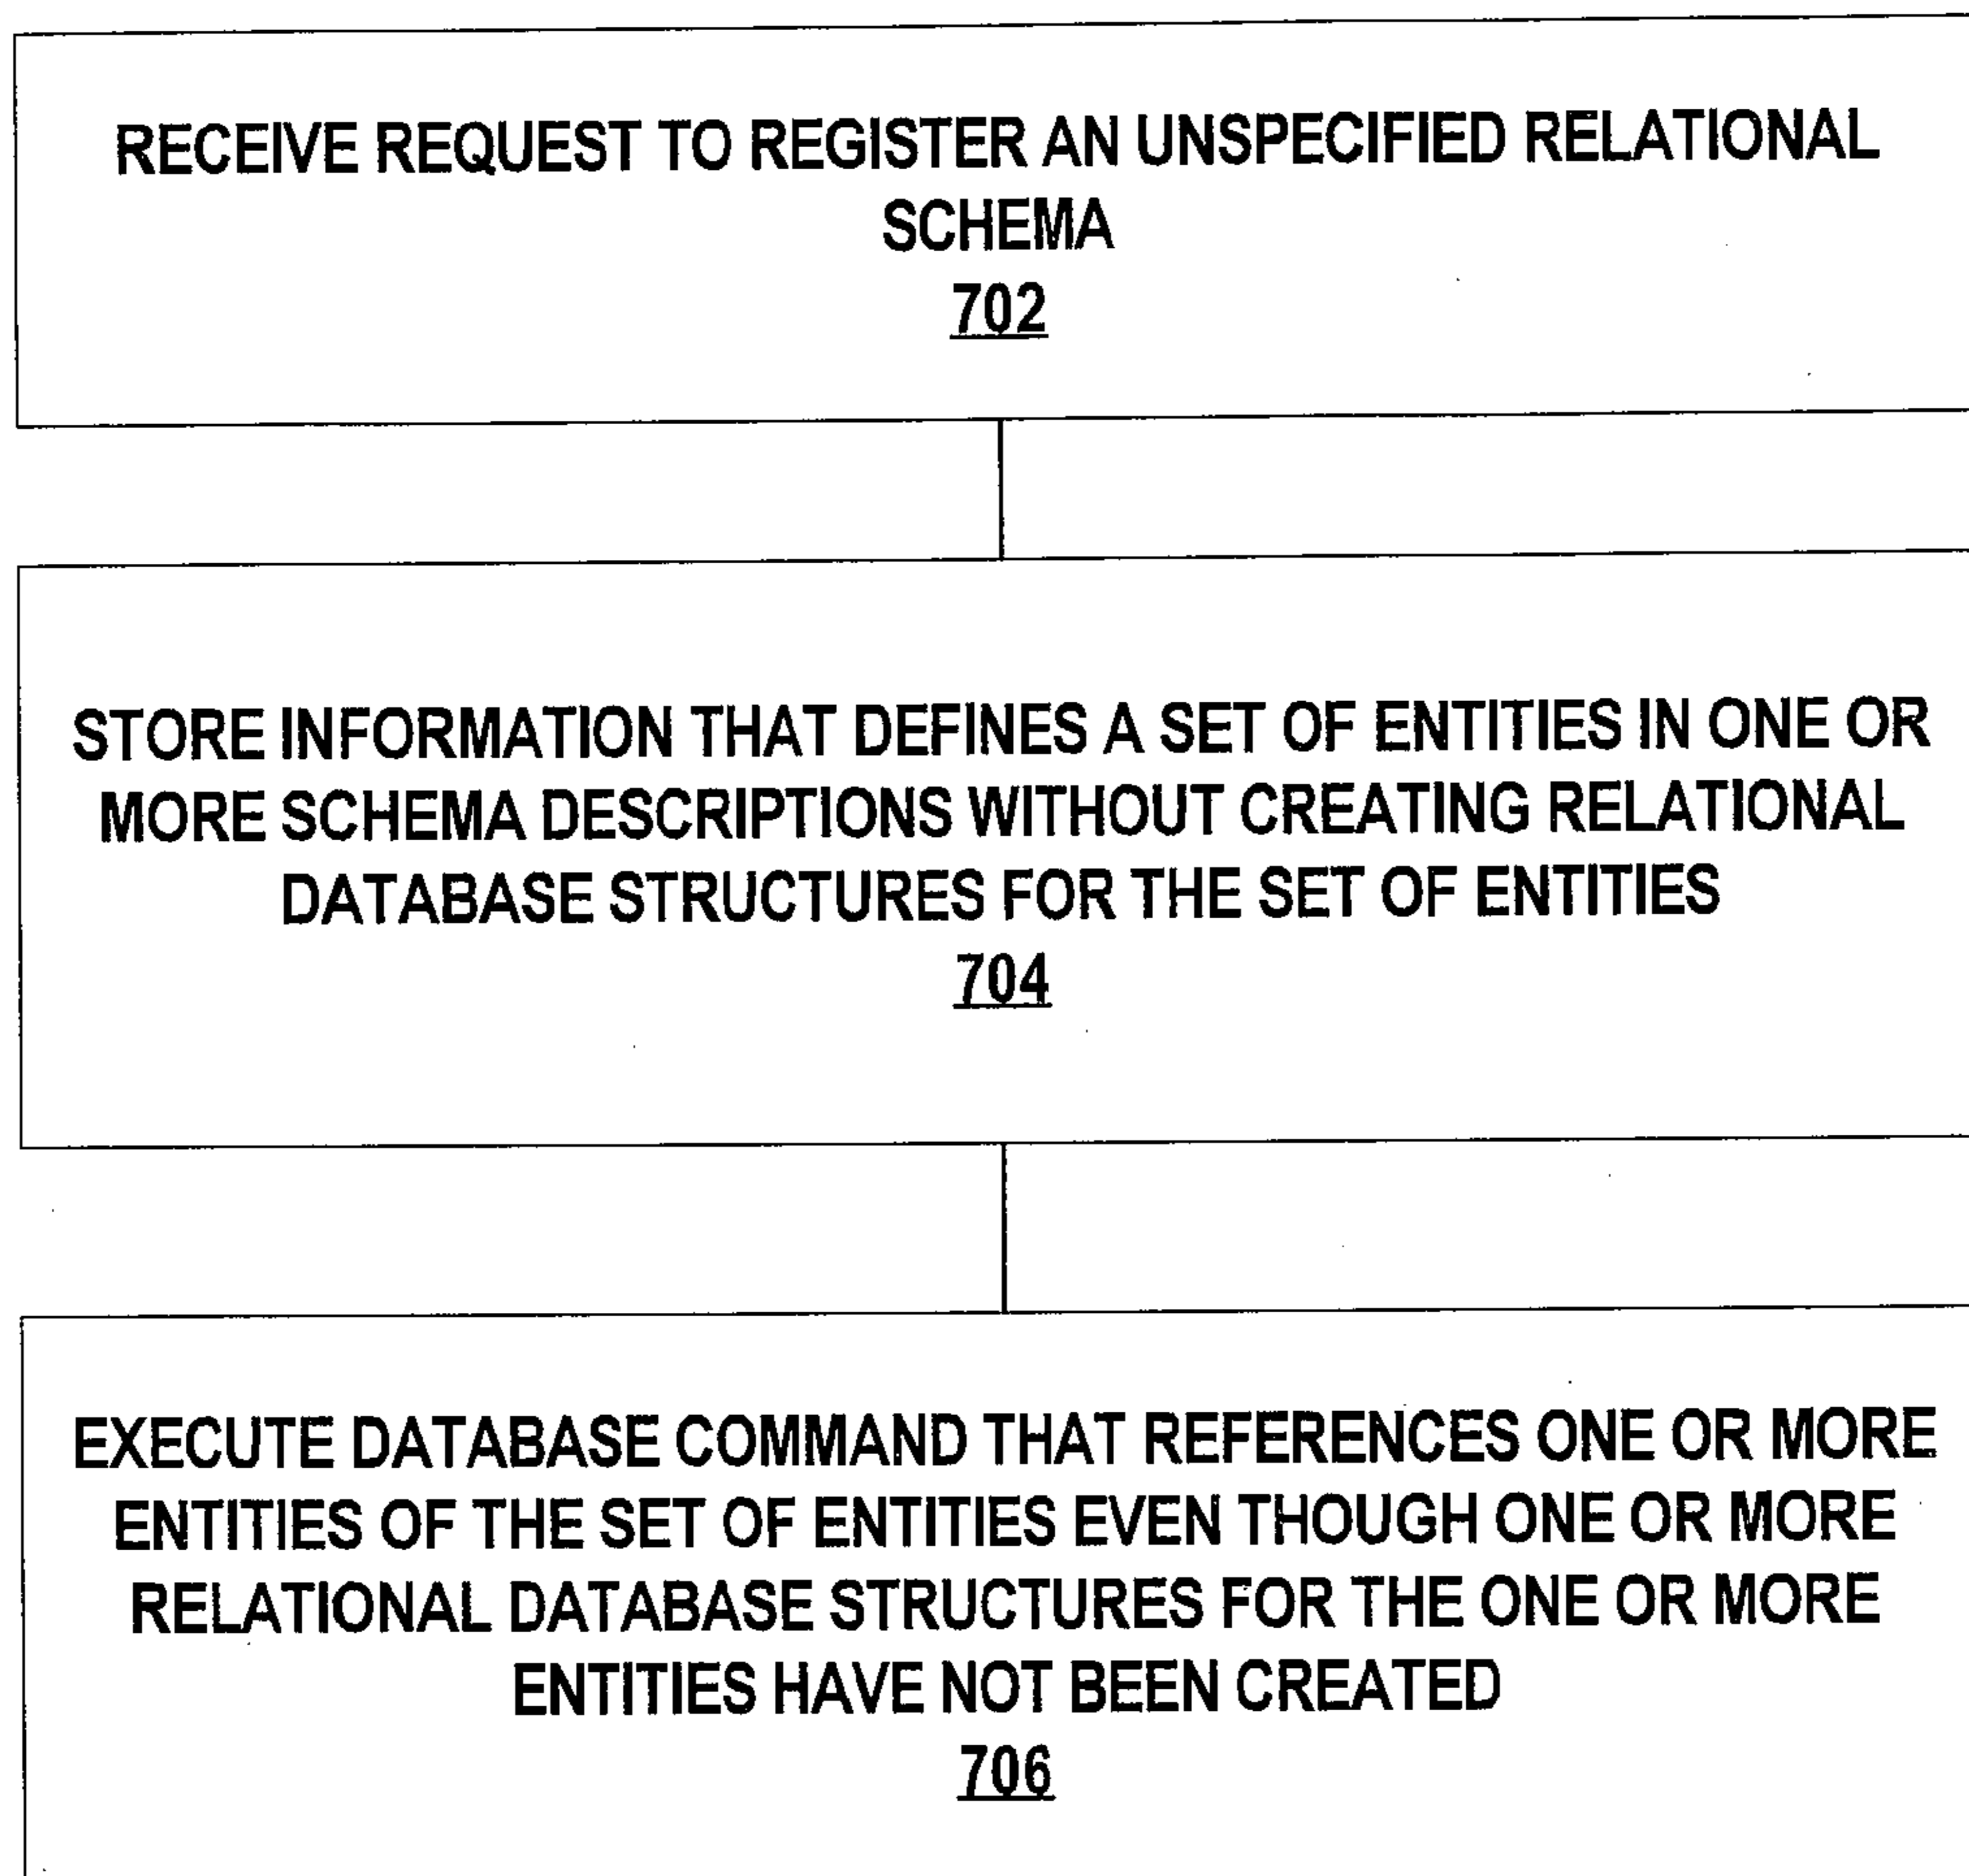 RECEIVE REQUEST TO REGISTER AN UNSPECIFIED RELATIONAL
SCHEMA
702
STORE INFORMATION THAT DEFINES A SET OF ENTITIES IN ONE OR
MORE SCHEMA DESCRIPTIONS WITHOUT CREATING RELATIONAL
DATABASE STRUCTURES FOR THE SET OF ENTITIES
704
EXECUTE DATABASE COMMAND THAT REFERENCES ONE OR MORE
ENTITIES OF THE SET OF ENTITIES EVEN THOUGH ONE OR MORE
RELATIONAL DATABASE STRUCTURES FOR THE ONE OR MORE
ENTITIES HAVE NOT BEEN CREATED
706